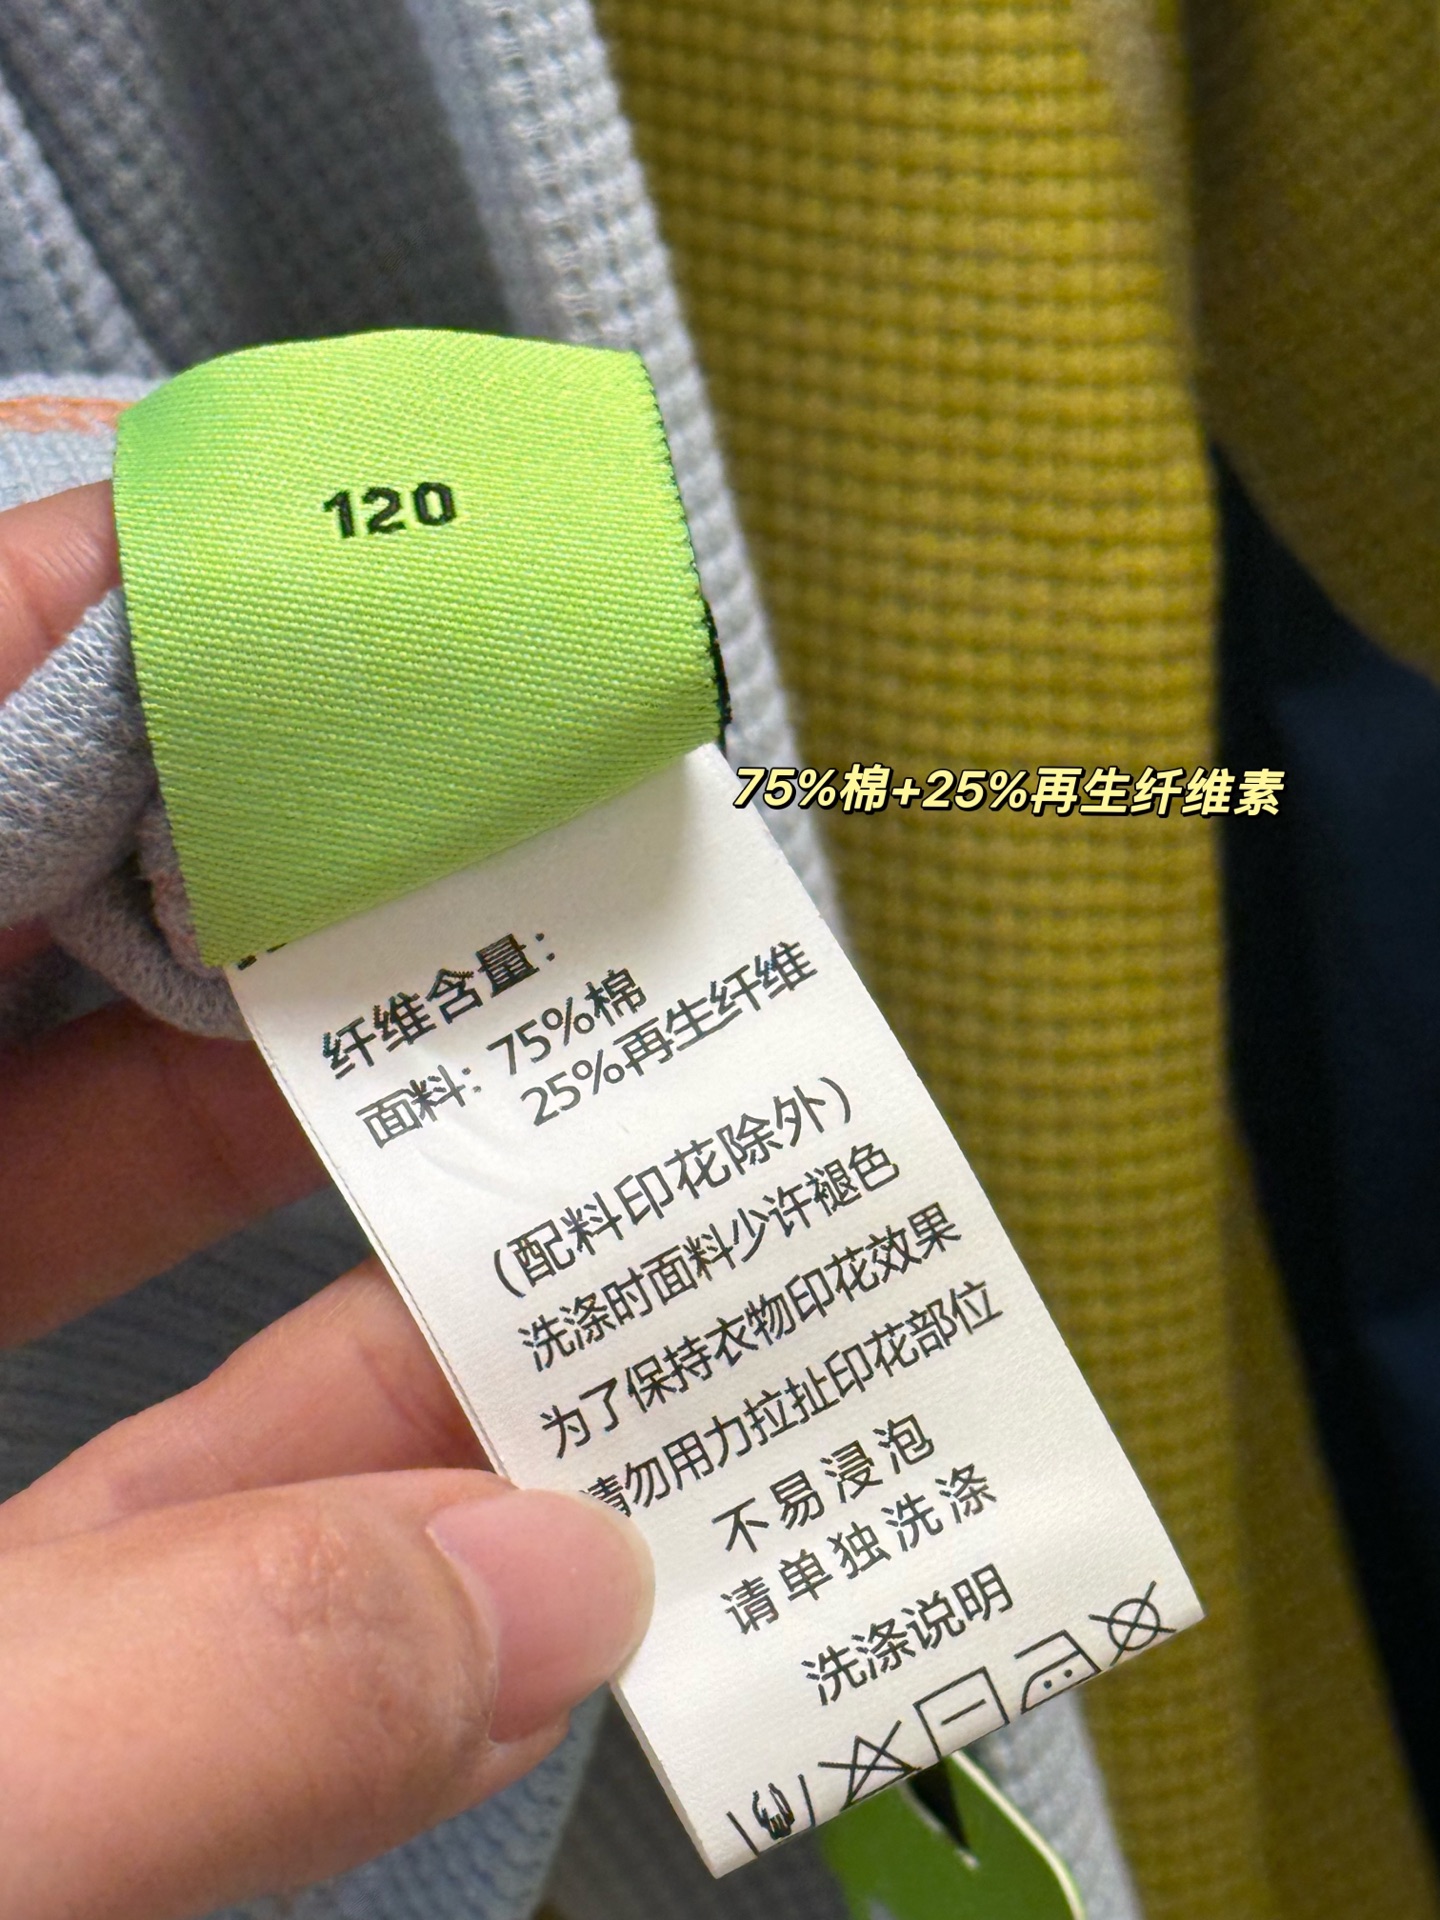 120
75%棉+25%再生纤维素
纤维含量：
面料：75%棉
25%再生纤维
（配料印花除外）
洗涤时面料少许褪色
为了保持衣物印花效果
请勿用力拉扯印花部位
不易浸泡
请单独洗涤
洗涤说明